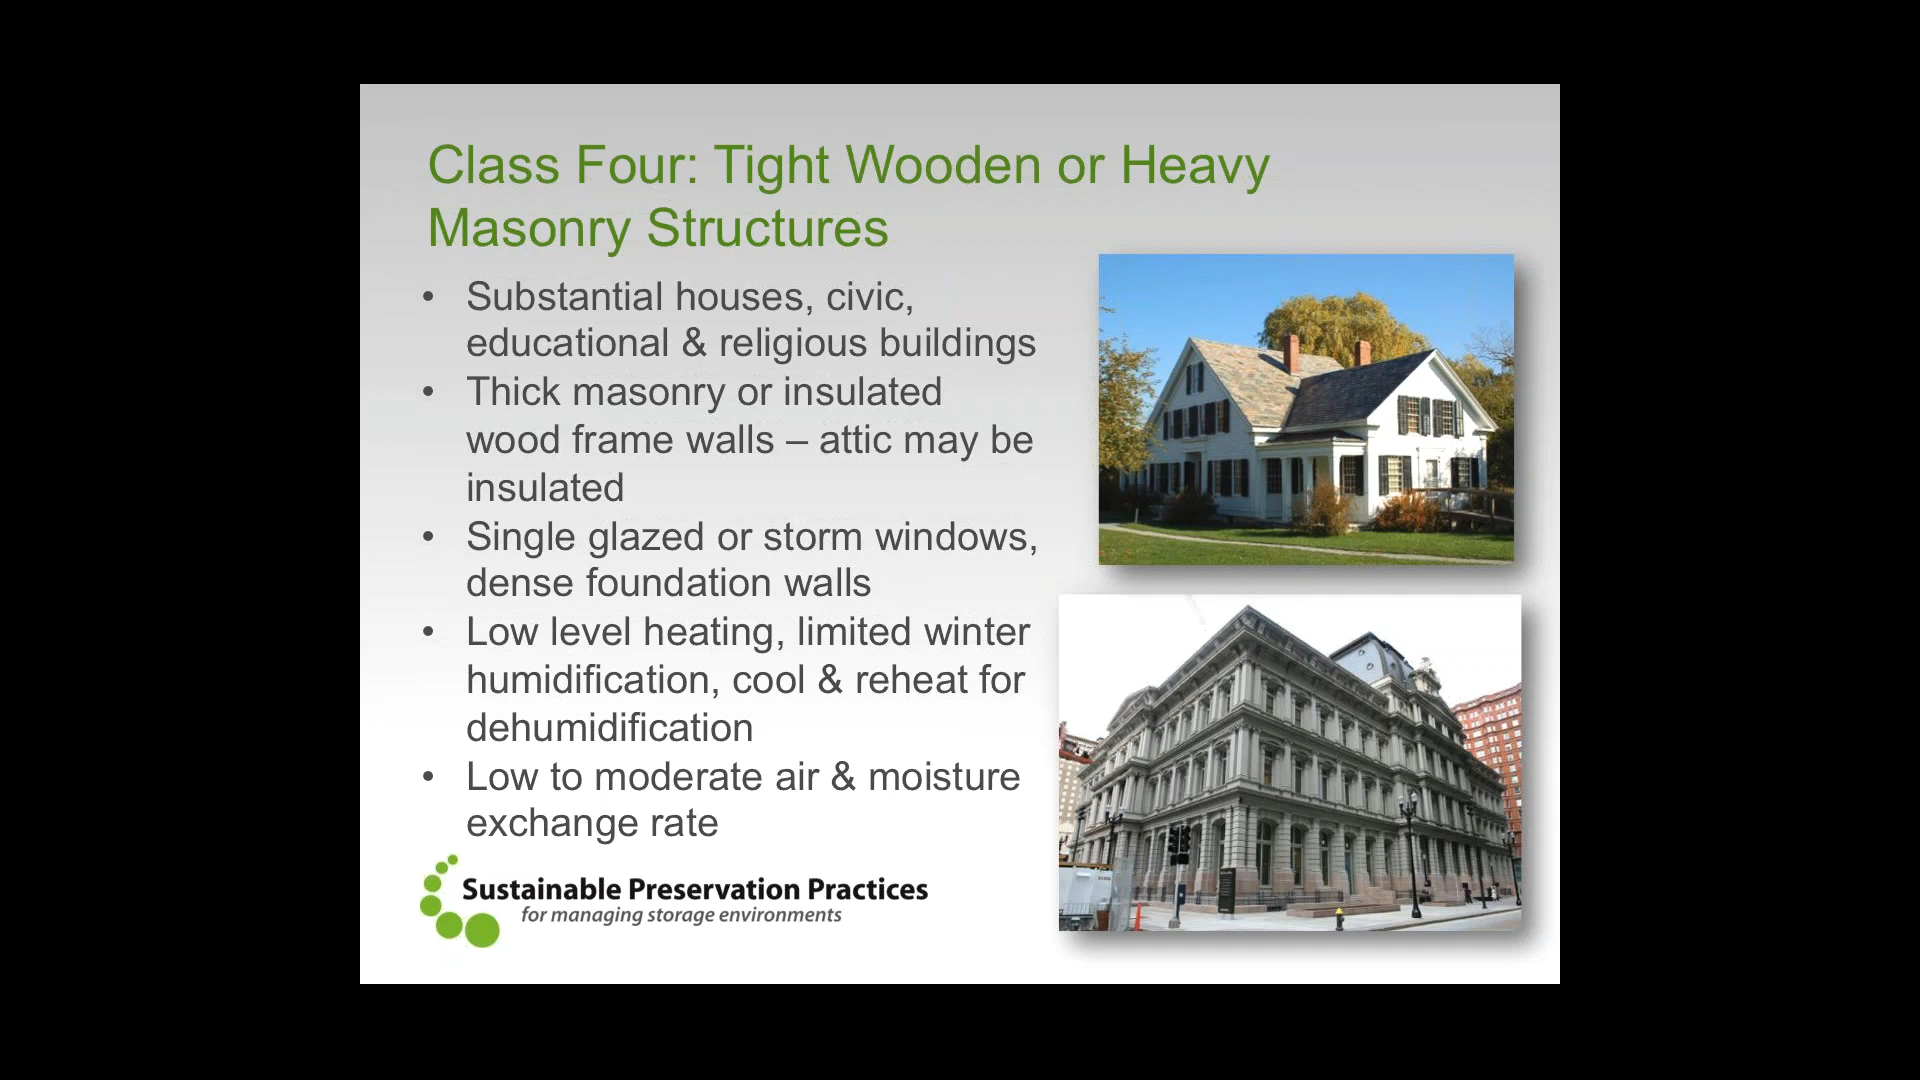 Class Four: Tight Wooden or Heavy
Masonry Structures
• Substantial houses, civic,
educational & religious buildings
• Thick masonry or insulated
wood frame walls – attic may be
insulated
• Single glazed or storm windows,
dense foundation walls
• Low level heating, limited winter
humidification, cool & reheat for
dehumidification
• Low to moderate air & moisture
exchange rate
Sustainable Preservation Practices
for managing storage environments